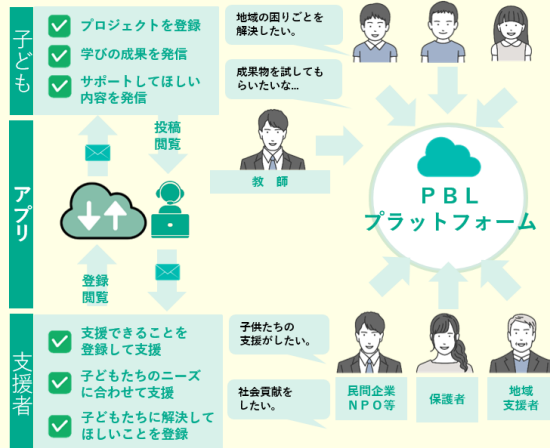 子ども
プロジェクトを登録
学びの成果を発信
サポートしてほしい
内容を発信
地域の困りごとを
解決したい。
成果物を試しても
らいたいな...
アプリ
投稿
閲覧
教 師
PBL
プラットフォーム
登録
閲覧
支援者
支援できることを
登録して支援
子どもたちのニーズ
に合わせて支援
子どもたちに解決して
ほしいことを登録
子供たちの
支援がしたい。
社会貢献を
したい。
民間企業
NPO等
保護者
地域
支援者